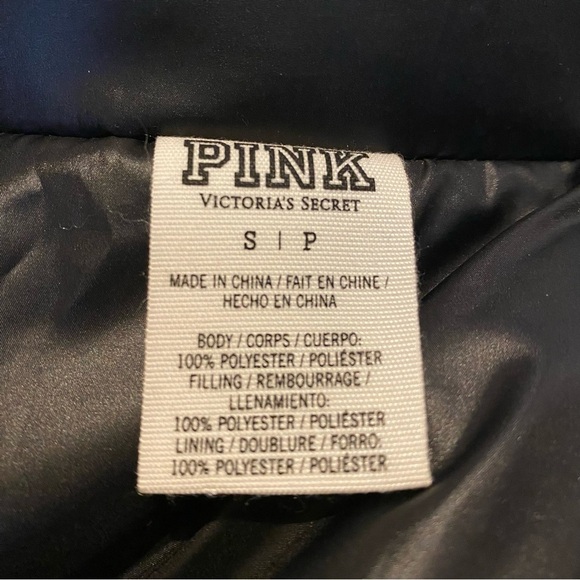 PINK
VICTORIA'S SECRET
S | P
MADE IN CHINA / FAIT EN CHINE /
HECHO EN CHINA
BODY / CORPS / CUERPO:
100% POLYESTER / POLIÉSTER
FILLING / REMBOURRAGE /
LLENAMIENTO:
100% POLYESTER / POLIÉSTER
LINING / DOUBLURE / FORRO:
100% POLYESTER / POLIÉSTER